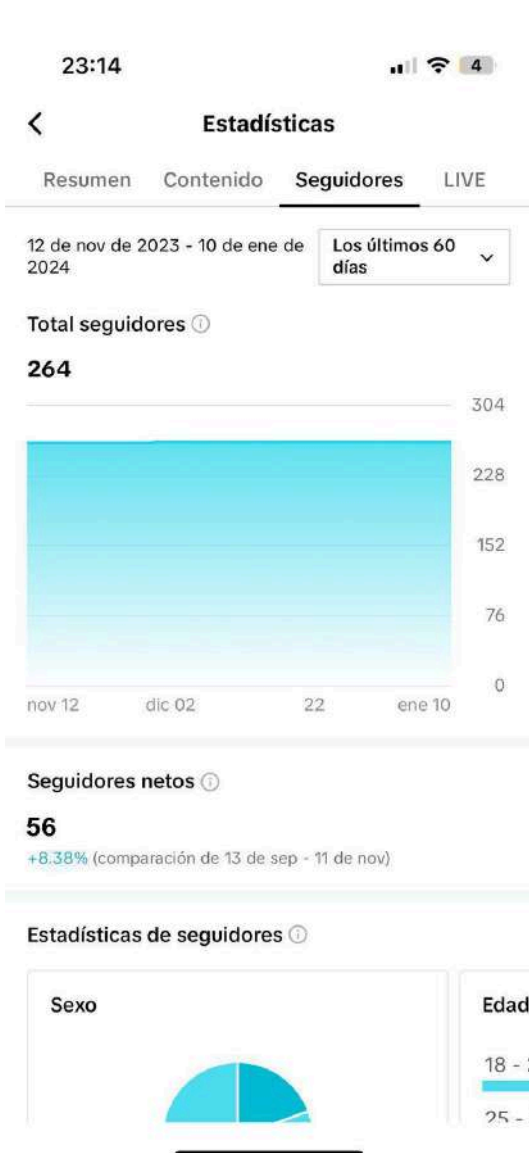 23:14
4
Estadísticas
Resumen Contenido Seguidores LIVE
12 de nov de 2023 - 10 de ene de
2024
Los últimos 60
días
Total seguidores
264
304
228
152
76
0
nov 12 dic 02 22 ene 10
Seguidores netos
56
+8.38% (comparación de 13 de sep - 11 de nov)
Estadísticas de seguidores
Sexo
Edad
18 -
25 -